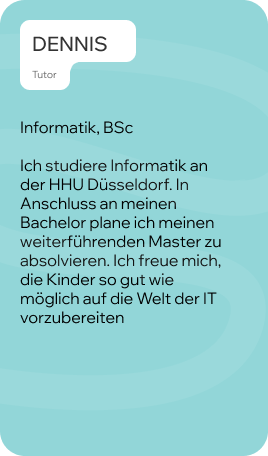 DENNIS
Tutor
Informatik, BSc
Ich studiere Informatik an
der HHU Düsseldorf. In
Anschluss an meinen
Bachelor plane ich meinen
weiterführenden Master zu
absolvieren. Ich freue mich,
die Kinder so gut wie
möglich auf die Welt der IT
vorzubereiten